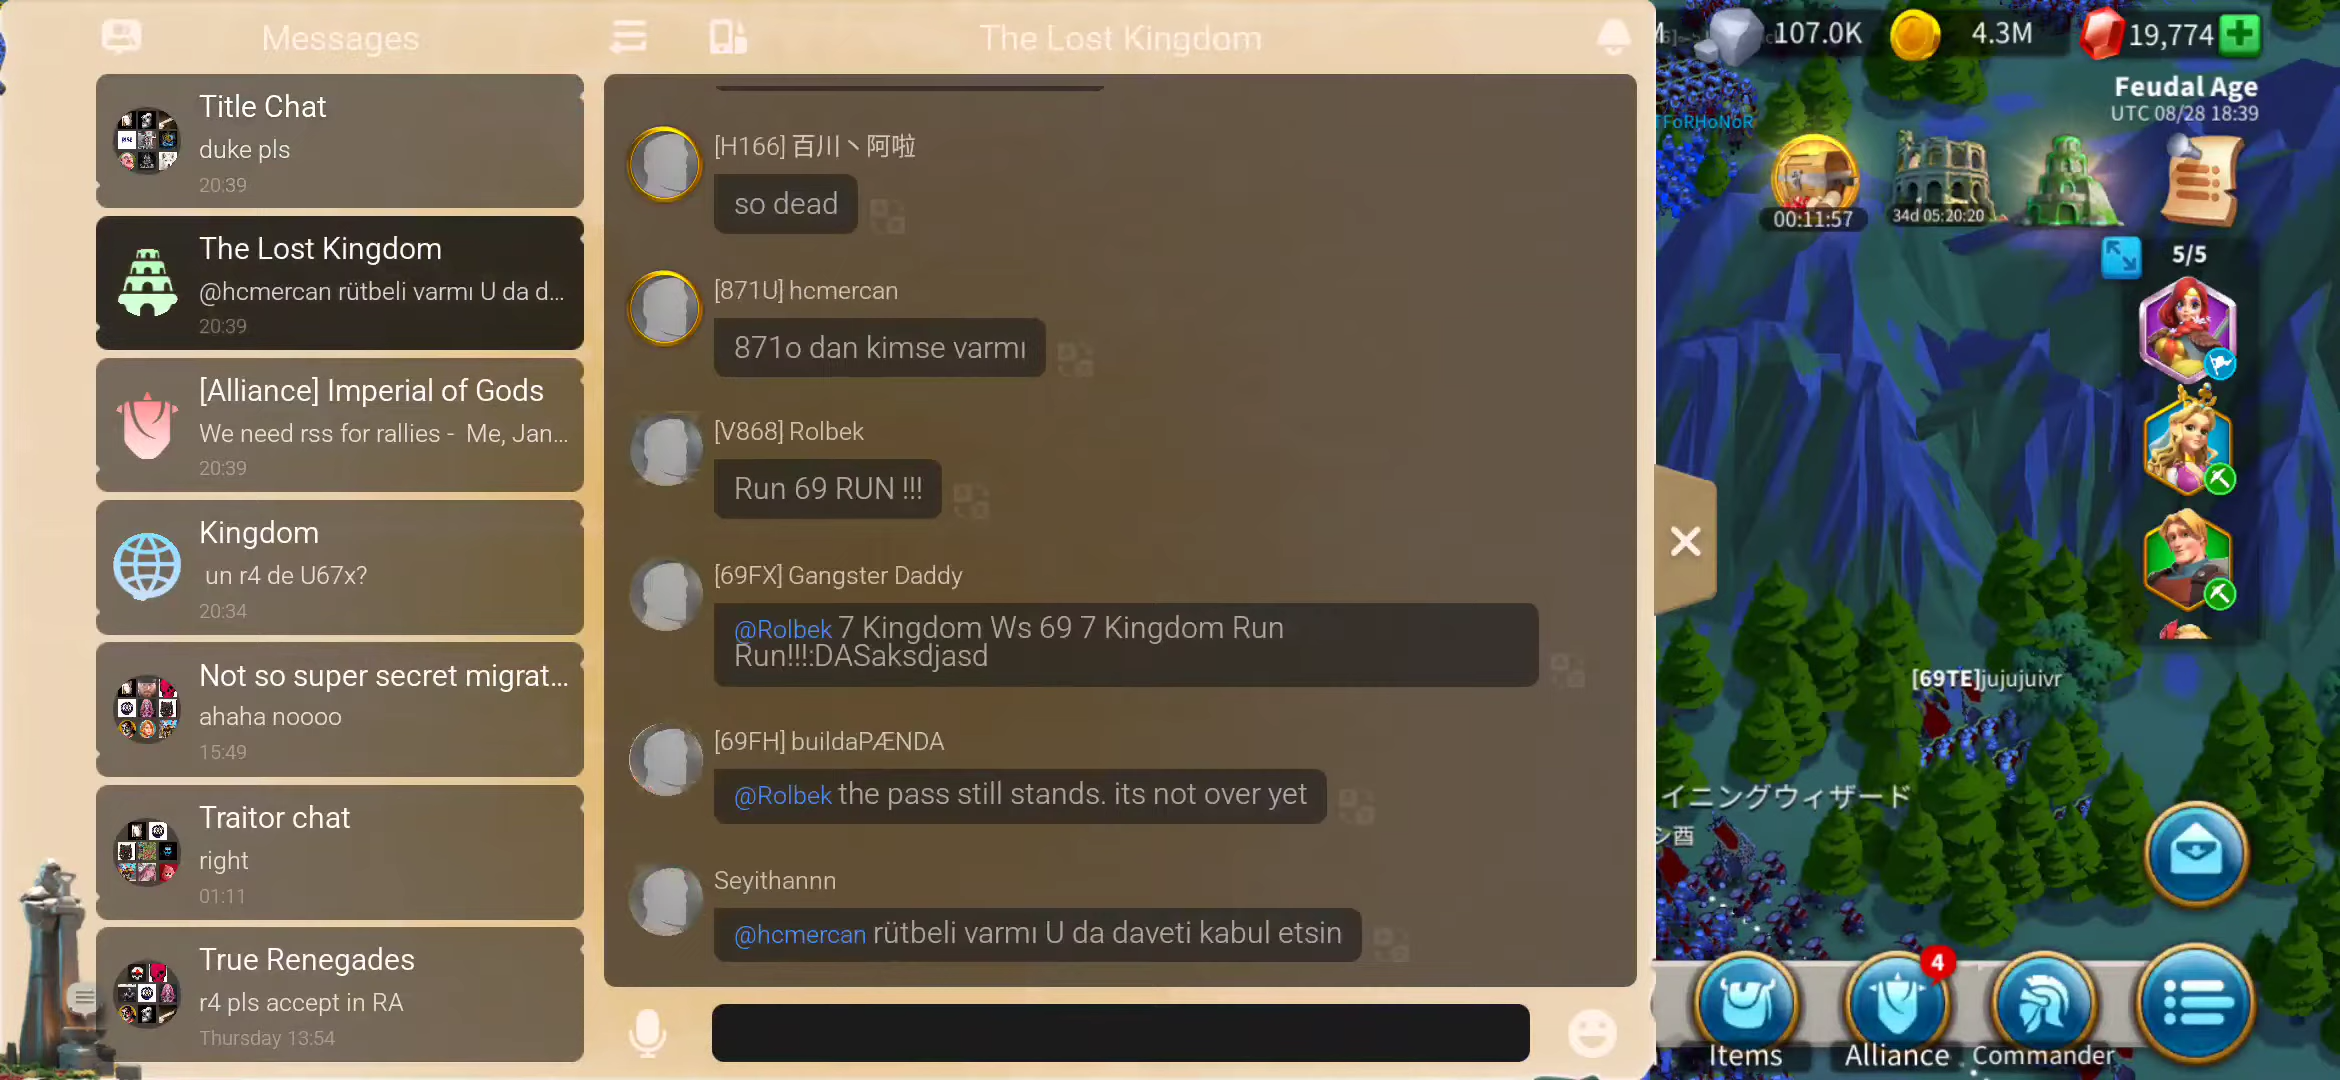 Messages
Title Chat
duke pls
20:39
The Lost Kingdom
@hcmercan rütbeli varmı U da d...
20:39
[Alliance] Imperial of Gods
We need rss for rallies - Me, Jan...
20:39
Kingdom
un r4 de U67x?
20:34
Not so super secret migrat...
ahaha noooo
15:49
Traitor chat
right
01:11
True Renegades
r4 pls accept in RA
Thursday 13:54
The Lost Kingdom
[H166] 百川丶阿啦
so dead
[871U] hcmercan
871o dan kimse varmı
[V868] Rolbek
Run 69 RUN !!!
[69FX] Gangster Daddy
@Rolbek 7 Kingdom Ws 69 7 Kingdom Run
Run!!!:DASaksdjasd
[69FH] buildaPÆNDA
@Rolbek the pass still stands. its not over yet
Seyithannn
@hcmercan rütbeli varmı U da daveti kabul etsin
107.0K
4.3M
19,774
Feudal Age
UTC 08/28 18:39
TFoRHoNoR
00:11:57
34d 05:20:20
5/5
[69TE]jujujuivr
イニングウィザード
シ酉
4
Items
Alliance
Commander